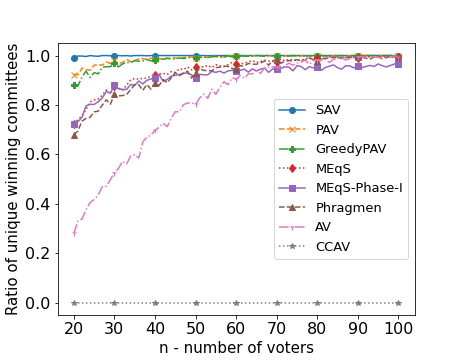 1.0
0.8
0.6
0.4
0.2
0.0
Ratio of unique winning committees
20 30 40 50 60 70 80 90 100
n - number of voters
SAV
PAV
GreedyPAV
MEqS
MEqS-Phase-I
Phragmen
AV
CCAV